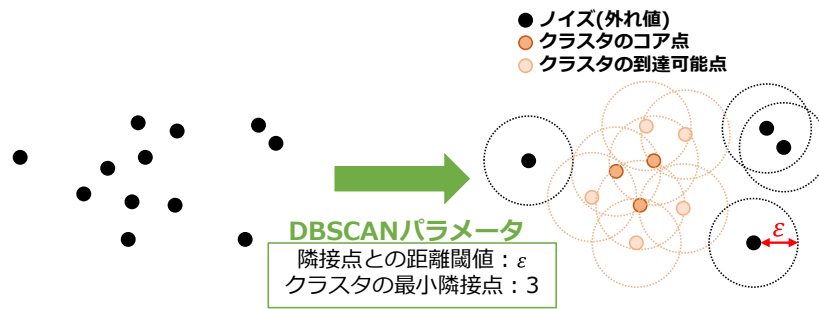 ノイズ(外れ値)
クラスタのコア点
クラスタの到達可能点
DBSCANパラメータ
隣接点との距離閾値：ε
クラスタの最小隣接点：3
ε